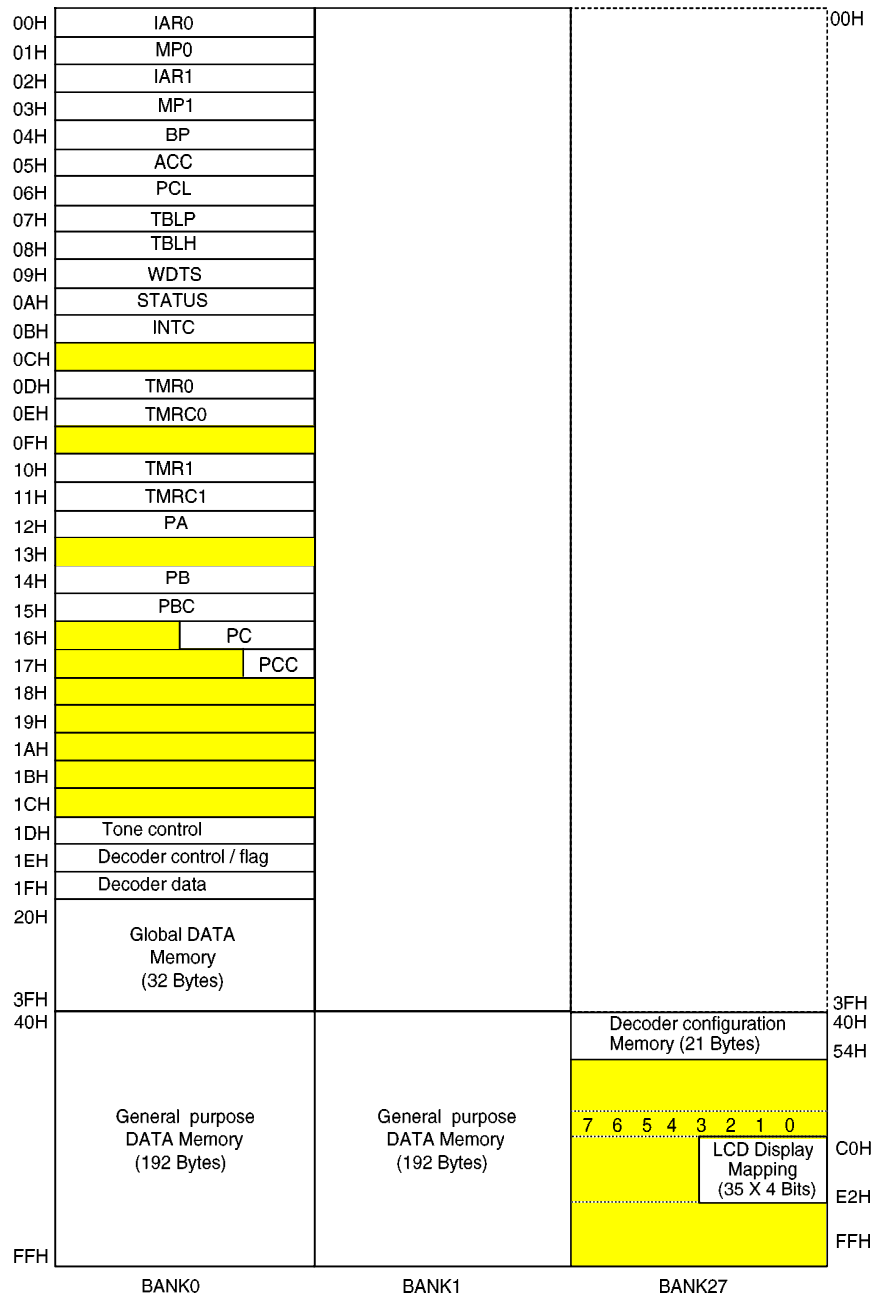 00H IAR0 00H
01H MP0
02H IAR1
03H MP1
04H BP
05H ACC
06H PCL
07H TBLP
08H TBLH
09H WDTS
0AH STATUS
0BH INTC
0CH
0DH TMR0
0EH TMRC0
0FH
10H TMR1
11H TMRC1
12H PA
13H
14H PB
15H PBC
16H PC
17H PCC
18H
19H
1AH
1BH
1CH
1DH Tone control
1EH Decoder control / flag
1FH Decoder data
20H
Global DATA
Memory
(32 Bytes)
3FH 3FH
40H Decoder configuration 40H
Memory (21 Bytes) 54H
General purpose General purpose
DATA Memory DATA Memory
(192 Bytes) (192 Bytes)
7 6 5 4 3 2 1 0
LCD Display C0H
Mapping
(35 X 4 Bits) E2H
FFH FFH
BANK0 BANK1 BANK27